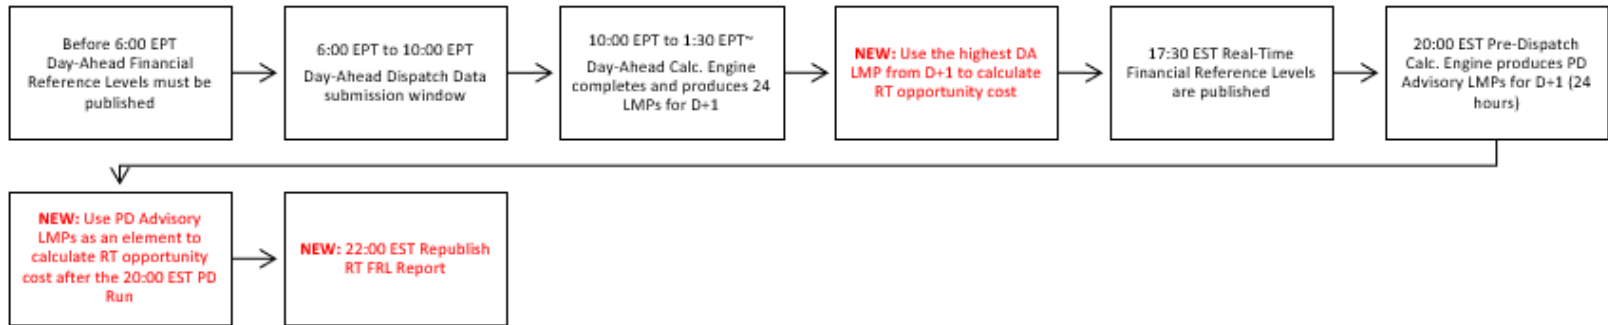 Before 6:00 EPT
Day-Ahead Financial
Reference Levels must be
published
6:00 EPT to 10:00 EPT
Day-Ahead Dispatch Data
submission window
10:00 EPT to 1:30 EPT~
Day-Ahead Calc. Engine
completes and produces 24
LMPs for D+1
NEW: Use the highest DA
LMP from D+1 to calculate
RT opportunity cost
17:30 EST Real-Time
Financial Reference Levels
are published
20:00 EST Pre-Dispatch
Calc. Engine produces PD
Advisory LMPs for D+1 (24
hours)
NEW: Use PD Advisory
LMPs as an element to
calculate RT opportunity
cost after the 20:00 EST PD
Run
NEW: 22:00 EST Republish
RT FRL Report